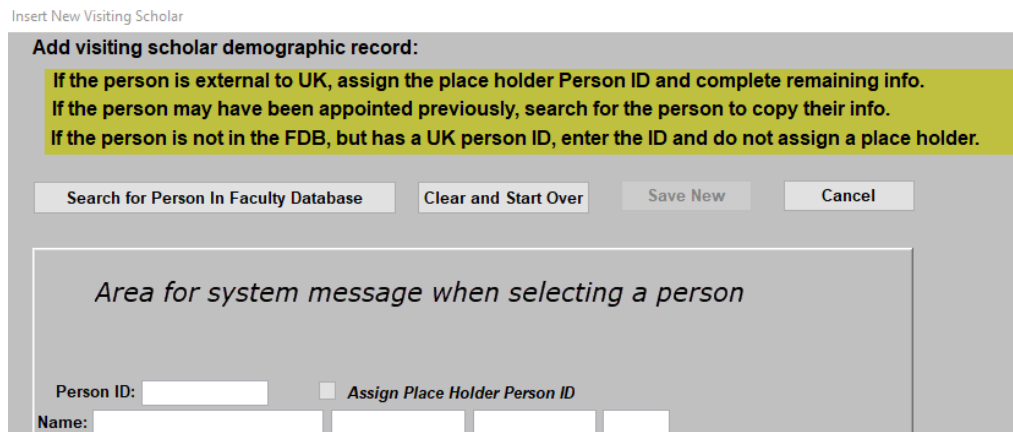 Insert New Visiting Scholar
Add visiting scholar demographic record:
If the person is external to UK, assign the place holder Person ID and complete remaining info.
If the person may have been appointed previously, search for the person to copy their info.
If the person is not in the FDB, but has a UK person ID, enter the ID and do not assign a place holder.
Search for Person In Faculty Database Clear and Start Over Save New Cancel
Area for system message when selecting a person
Person ID: Assign Place Holder Person ID
Name: